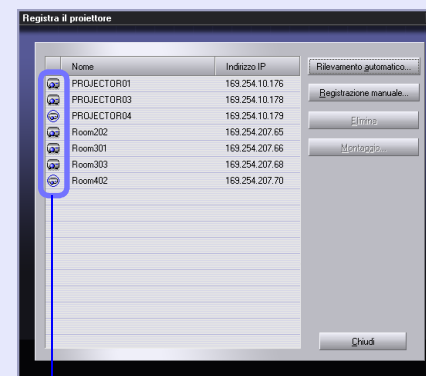 Registra il proiettore
Nome Indirizzo IP
PROJECTOR01 169.254.10.176
PROJECTOR03 169.254.10.178
PROJECTOR04 169.254.10.179
Room202 169.254.207.65
Room301 169.254.207.66
Room303 169.254.207.68
Room402 169.254.207.70
Rilevamento automatico...
Registrazione manuale...
Elimina
Montaggio...
Chiudi